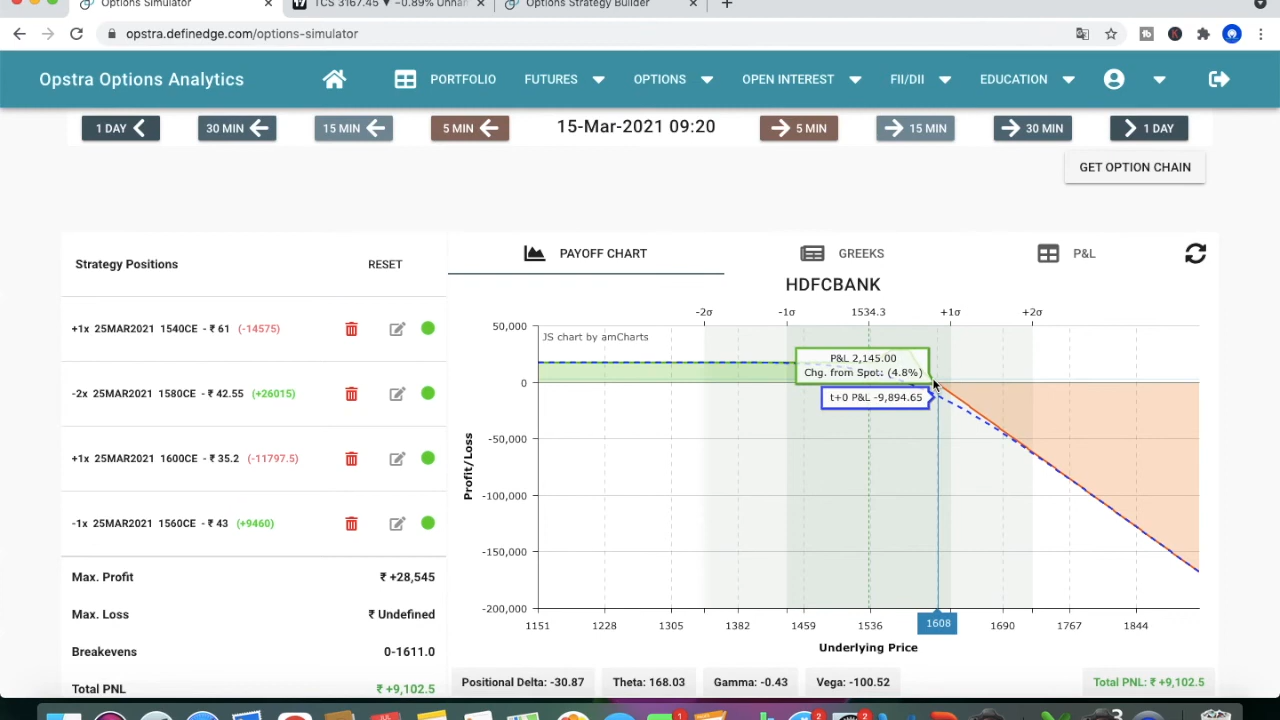 Options Simulator
TCS 3167.45 ▼ −0.89% Unnan
Options Strategy Builder
opstra.definedge.com/options-simulator
Opstra Options Analytics
PORTFOLIO
FUTURES
OPTIONS
OPEN INTEREST
FII/DII
EDUCATION
1 DAY
30 MIN
15 MIN
5 MIN
15-Mar-2021 09:20
5 MIN
15 MIN
30 MIN
1 DAY
GET OPTION CHAIN
Strategy Positions
RESET
+1x 25MAR2021 1540CE - ₹ 61 (-14575)
-2x 25MAR2021 1580CE - ₹ 42.55 (+26015)
+1x 25MAR2021 1600CE - ₹ 35.2 (-11797.5)
-1x 25MAR2021 1560CE - ₹ 43 (+9460)
Max. Profit ₹ +28,545
Max. Loss ₹ Undefined
Breakevens 0-1611.0
Total PNL ₹ +9,102.5
PAYOFF CHART
GREEKS
P&L
HDFCBANK
-2σ -1σ 1534.3 +1σ +2σ
JS chart by amCharts
50,000
0
-50,000
-100,000
-150,000
-200,000
Profit/Loss
P&L 2,145.00
Chg. from Spot: (4.8%)
t+0 P&L -9,894.65
1151 1228 1305 1382 1459 1536 1608 1690 1767 1844
Underlying Price
Positional Delta: -30.87
Theta: 168.03
Gamma: -0.43
Vega: -100.52
Total PNL: ₹ +9,102.5
1
2
2
3